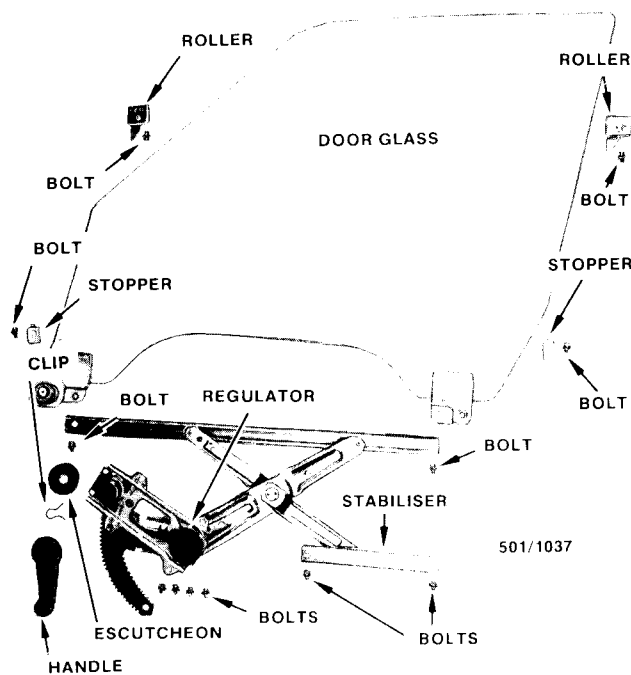 ROLLER
ROLLER
DOOR GLASS
BOLT
BOLT
BOLT
STOPPER
STOPPER
CLIP
BOLT
REGULATOR
BOLT
BOLT
STABILISER
501/1037
BOLTS
ESCUTCHEON
BOLTS
HANDLE